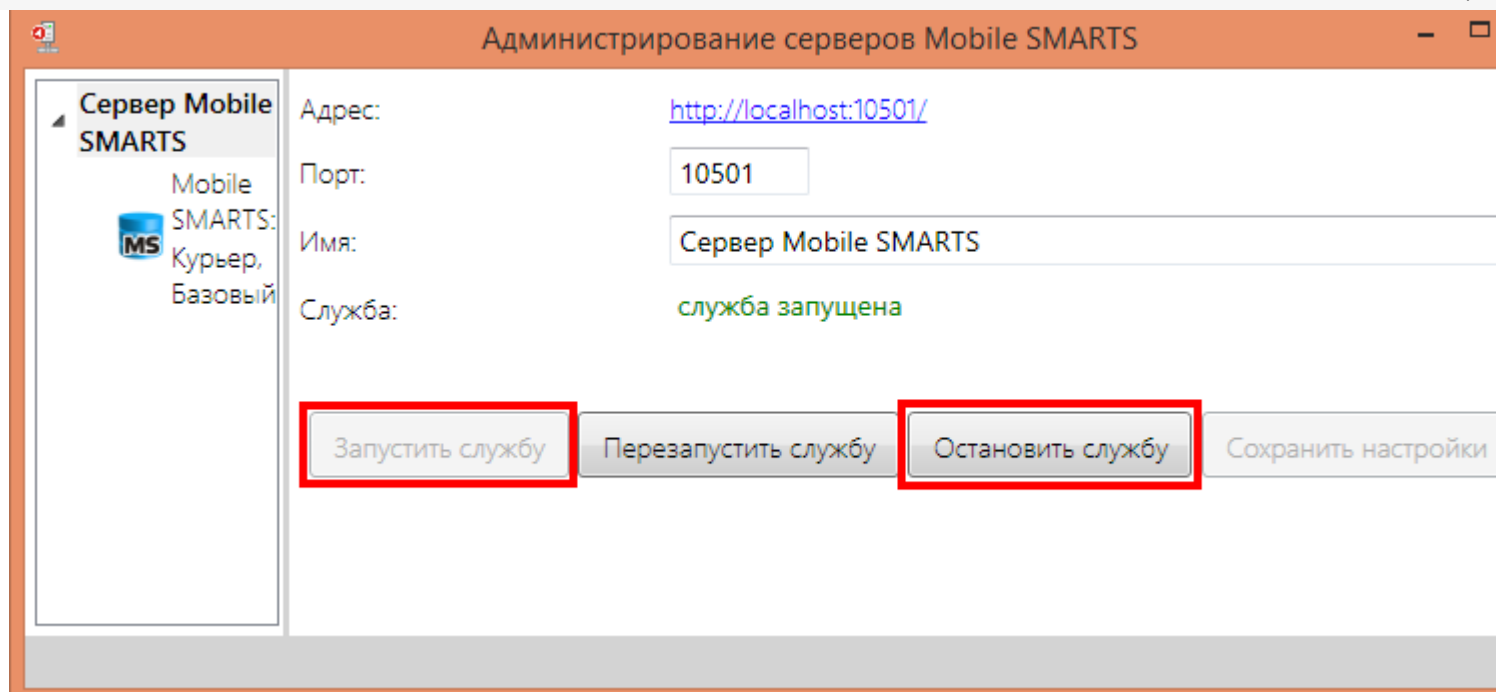 Администрирование серверов Mobile SMARTS
Сервер Mobile
SMARTS
Mobile
SMARTS:
Курьер,
Базовый
MS
Адрес: http://localhost:10501/
Порт: 10501
Имя: Сервер Mobile SMARTS
Служба: служба запущена
Запустить службу Перезапустить службу Остановить службу Сохранить настройки